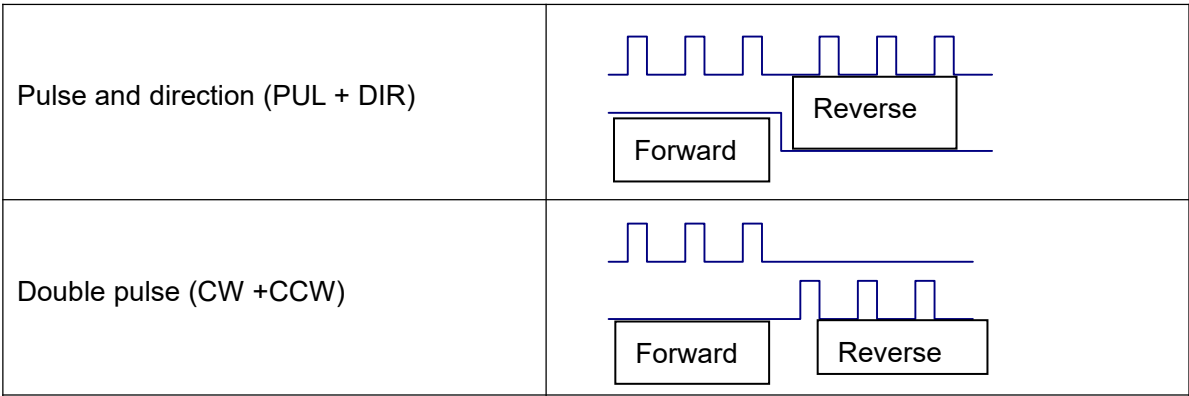 Pulse and direction (PUL + DIR)
Reverse
Forward
Double pulse (CW +CCW)
Forward
Reverse